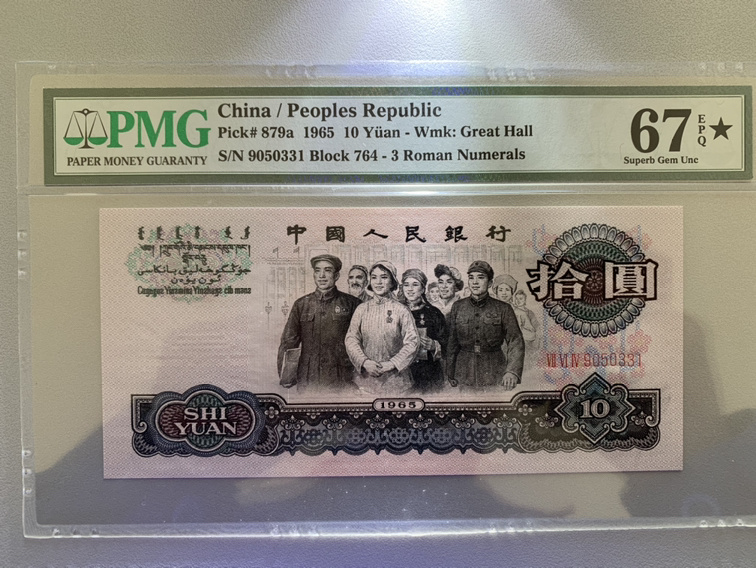 PMG
PAPER MONEY GUARANTY
China / Peoples Republic
Pick# 879a 1965 10 Yüan - Wmk: Great Hall
S/N 9050331 Block 764 - 3 Roman Numerals
67 EPQ ★
Superb Gem Unc
中國人民銀行
拾圓
VII VI IV 9050331
SHI
YUAN
1965
10